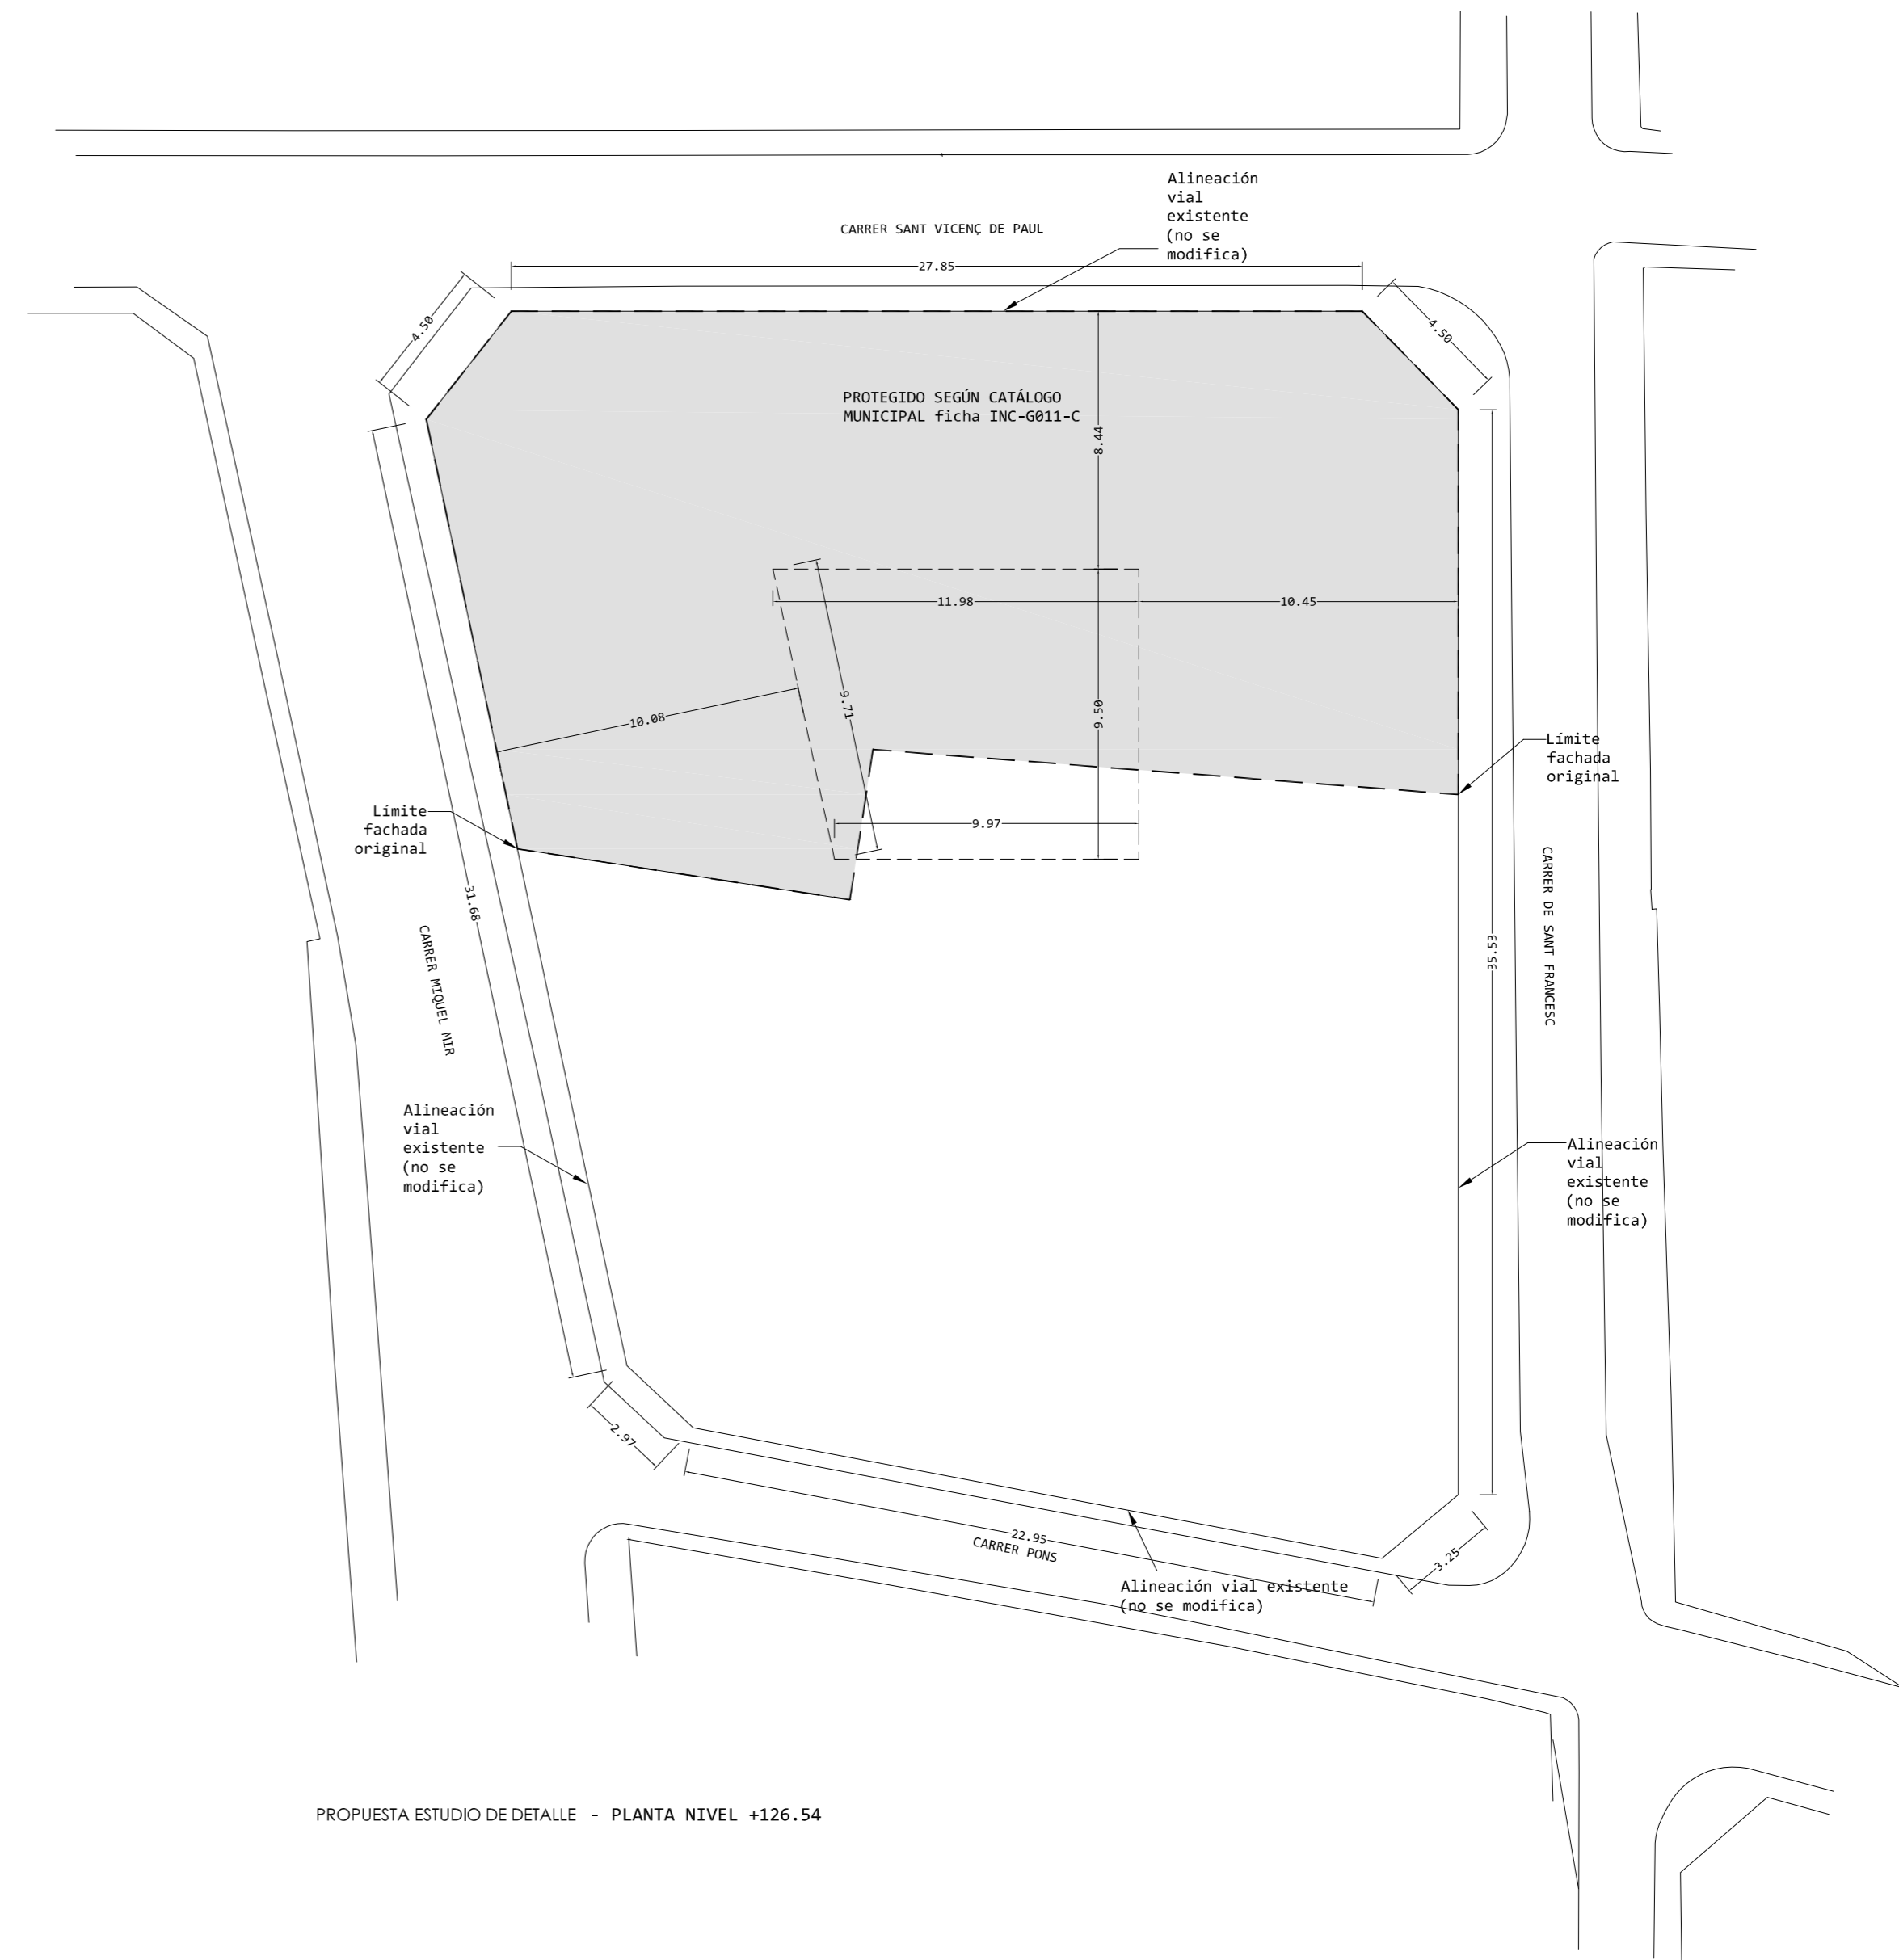 Alineación
vial
existente
(no se
modifica)
CARRER SANT VICENÇ DE PAUL
27.85
4.50
4.50
PROTEGIDO SEGÚN CATÁLOGO
MUNICIPAL ficha INC-G011-C
8.44
11.98
10.45
10.08
9.71
9.50
Límite
fachada
original
Límite
fachada
original
9.97
31.68
CARRER DE SANT FRANCESC
35.53
CARRER MIQUEL MIR
Alineación
vial
existente
(no se
modifica)
Alineación
vial
existente
(no se
modifica)
2.97
22.95
CARRER PONS
3.25
Alineación vial existente
(no se modifica)
PROPUESTA ESTUDIO DE DETALLE - PLANTA NIVEL +126.54